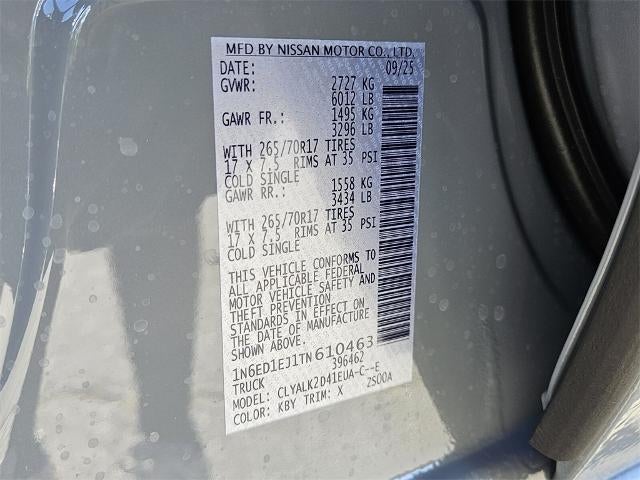 MFD BY NISSAN MOTOR CO., LTD.
DATE: 09/25
GVWR: 2727 KG
6012 LB
GAWR FR.: 1495 KG
3296 LB
WITH 265/70R17 TIRES
17 X 7.5 RIMS AT 35 PSI
COLD SINGLE
GAWR RR.: 1558 KG
3434 LB
WITH 265/70R17 TIRES
17 X 7.5 RIMS AT 35 PSI
COLD SINGLE
THIS VEHICLE CONFORMS TO
ALL APPLICABLE FEDERAL
MOTOR VEHICLE SAFETY AND
THEFT PREVENTION
STANDARDS IN EFFECT ON
THE DATE OF MANUFACTURE
SHOWN ABOVE.
1N6ED1EJ1TN610463
TRUCK 396462
MODEL: CLYALK2D41EUA-C--E
COLOR: KBY TRIM: X 2S00A